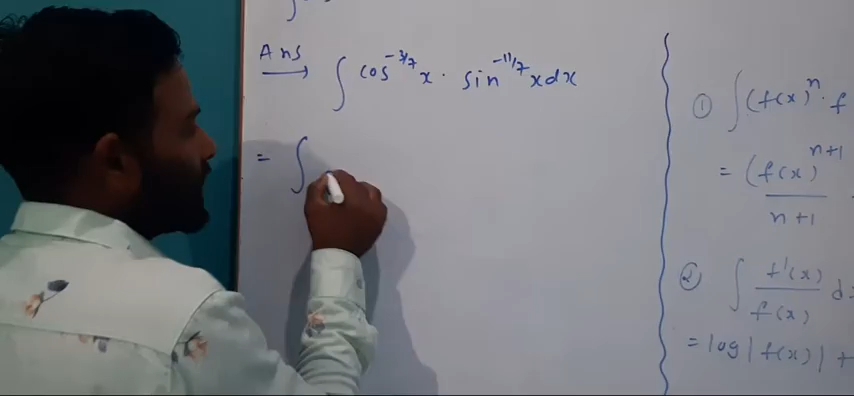 Ans
∫ cos^{-3/7} x · sin^{-11/7} x dx
= ∫
① ∫ (f(x)^n · f
= (f(x)^{n+1} / n+1
② ∫ f'(x) / f(x) d
= log|f(x)| +